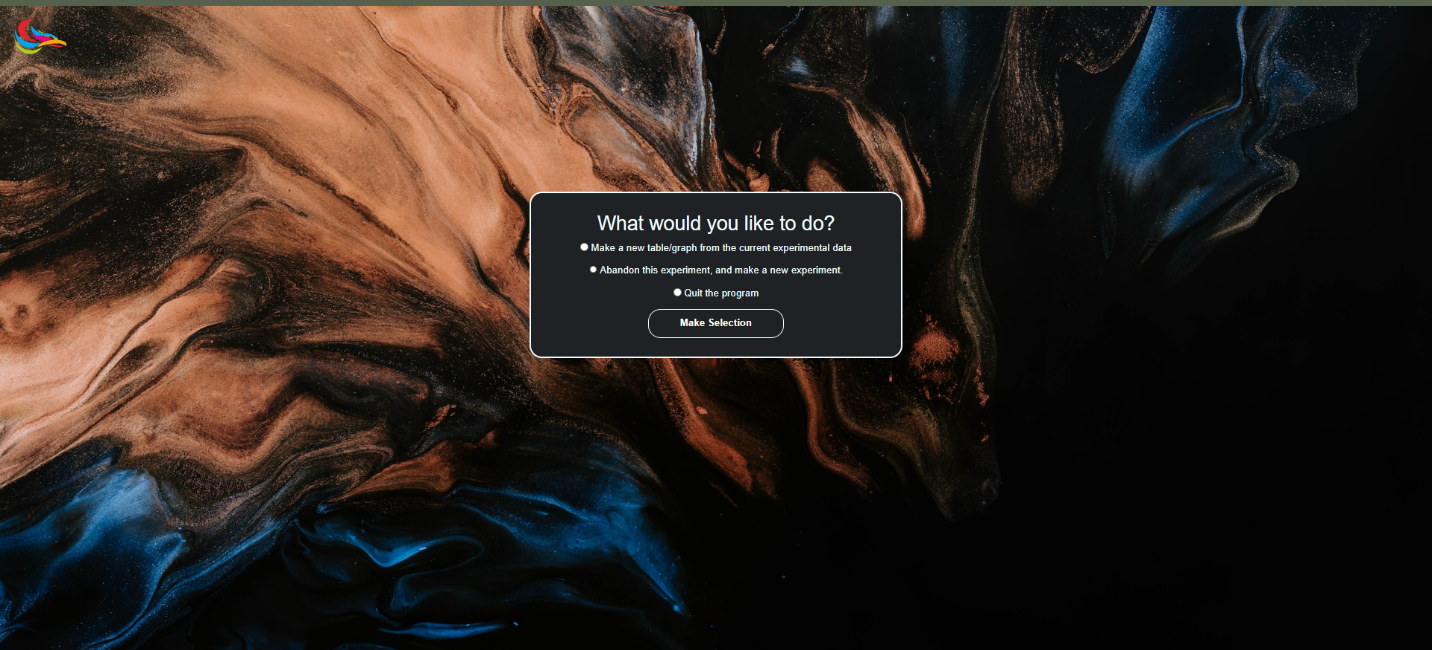 What would you like to do?
Make a new table/graph from the current experimental data
Abandon this experiment, and make a new experiment.
Quit the program
Make Selection